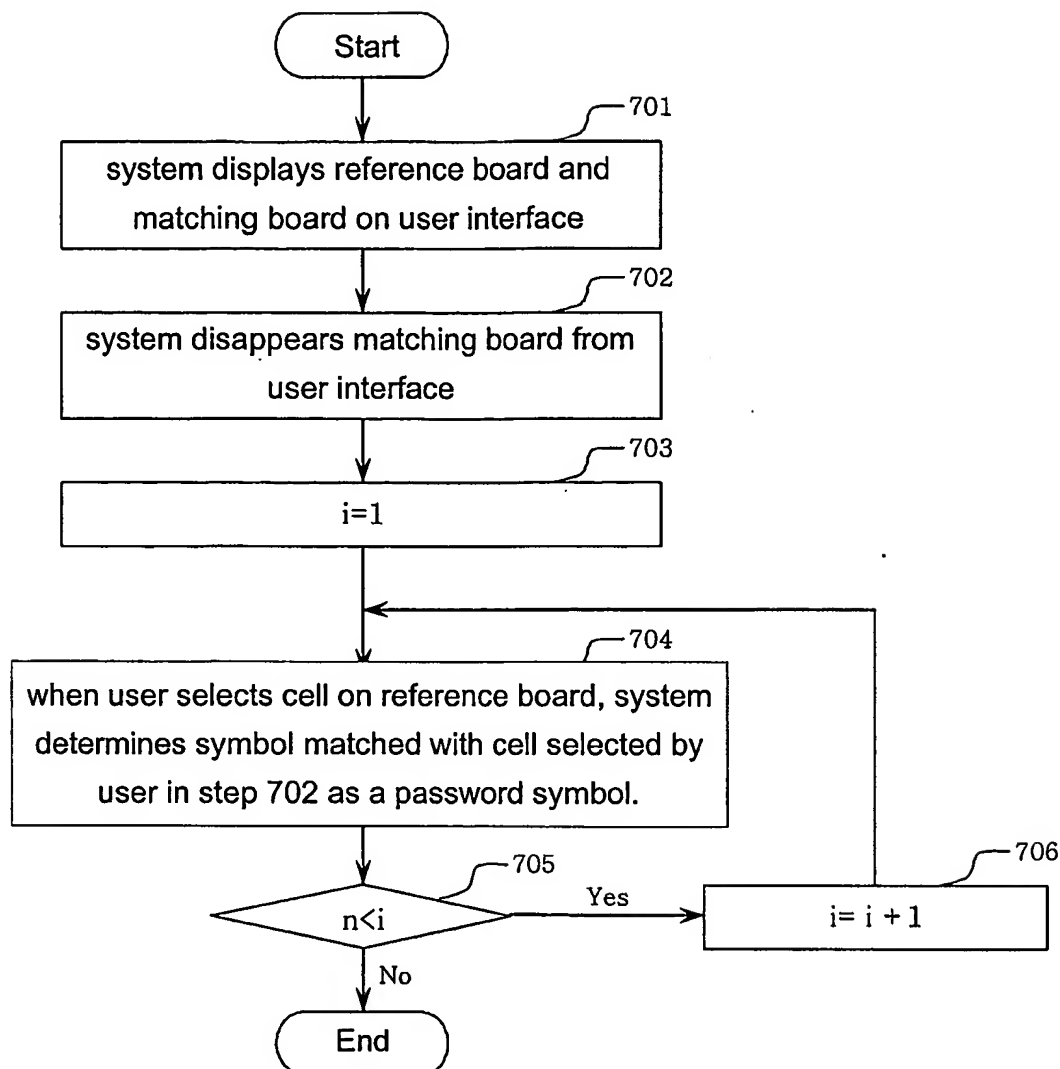 Start
701
system displays reference board and
matching board on user interface
702
system disappears matching board from
user interface
703
i=1
704
when user selects cell on reference board, system
determines symbol matched with cell selected by
user in step 702 as a password symbol.
705
n<i
Yes
706
i= i + 1
No
End